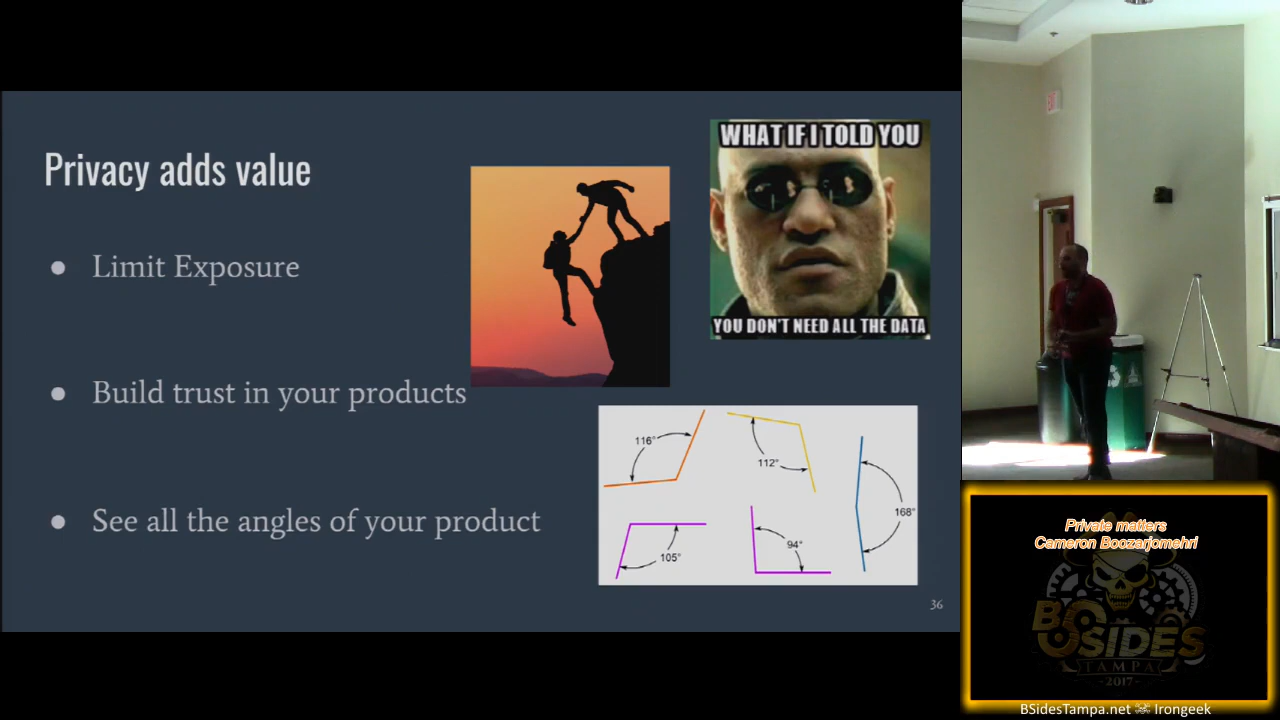 Privacy adds value
WHAT IF I TOLD YOU
YOU DON'T NEED ALL THE DATA
● Limit Exposure
● Build trust in your products
● See all the angles of your product
116°
112°
168°
105°
94°
36
Private matters
Cameron Boozarjomehri
BSIDES
TAMPA
-2017-
BSidesTampa.net ☠ Irongeek